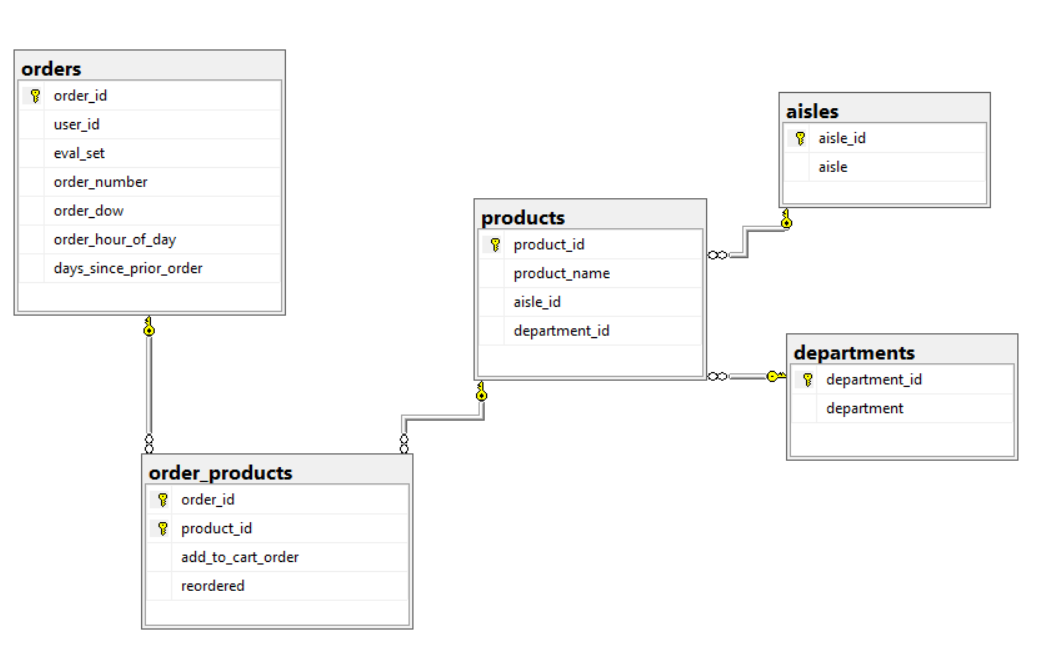 orders
order_id
user_id
eval_set
order_number
order_dow
order_hour_of_day
days_since_prior_order
aisles
aisle_id
aisle
products
product_id
product_name
aisle_id
department_id
departments
department_id
department
order_products
order_id
product_id
add_to_cart_order
reordered